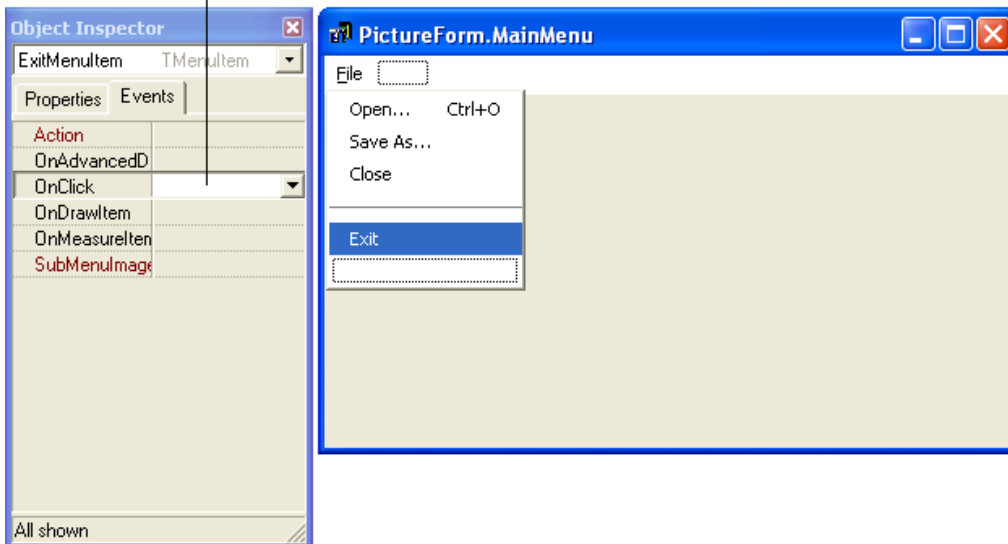 Object Inspector
ExitMenuItem TMenuItem
Properties Events
Action
OnAdvancedD
OnClick
OnDrawItem
OnMeasureIten
SubMenuImage
All shown
PictureForm.MainMenu
File
Open... Ctrl+O
Save As...
Close
Exit